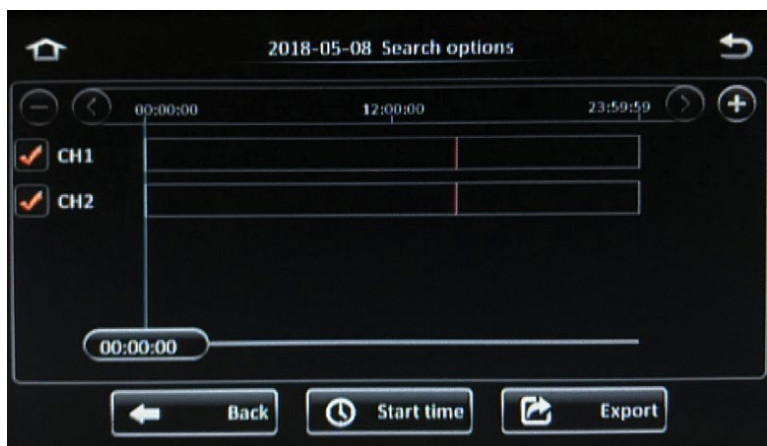 2018-05-08 Search options
00:00:00 12:00:00 23:59:59
CH1
CH2
00:00:00
Back Start time Export